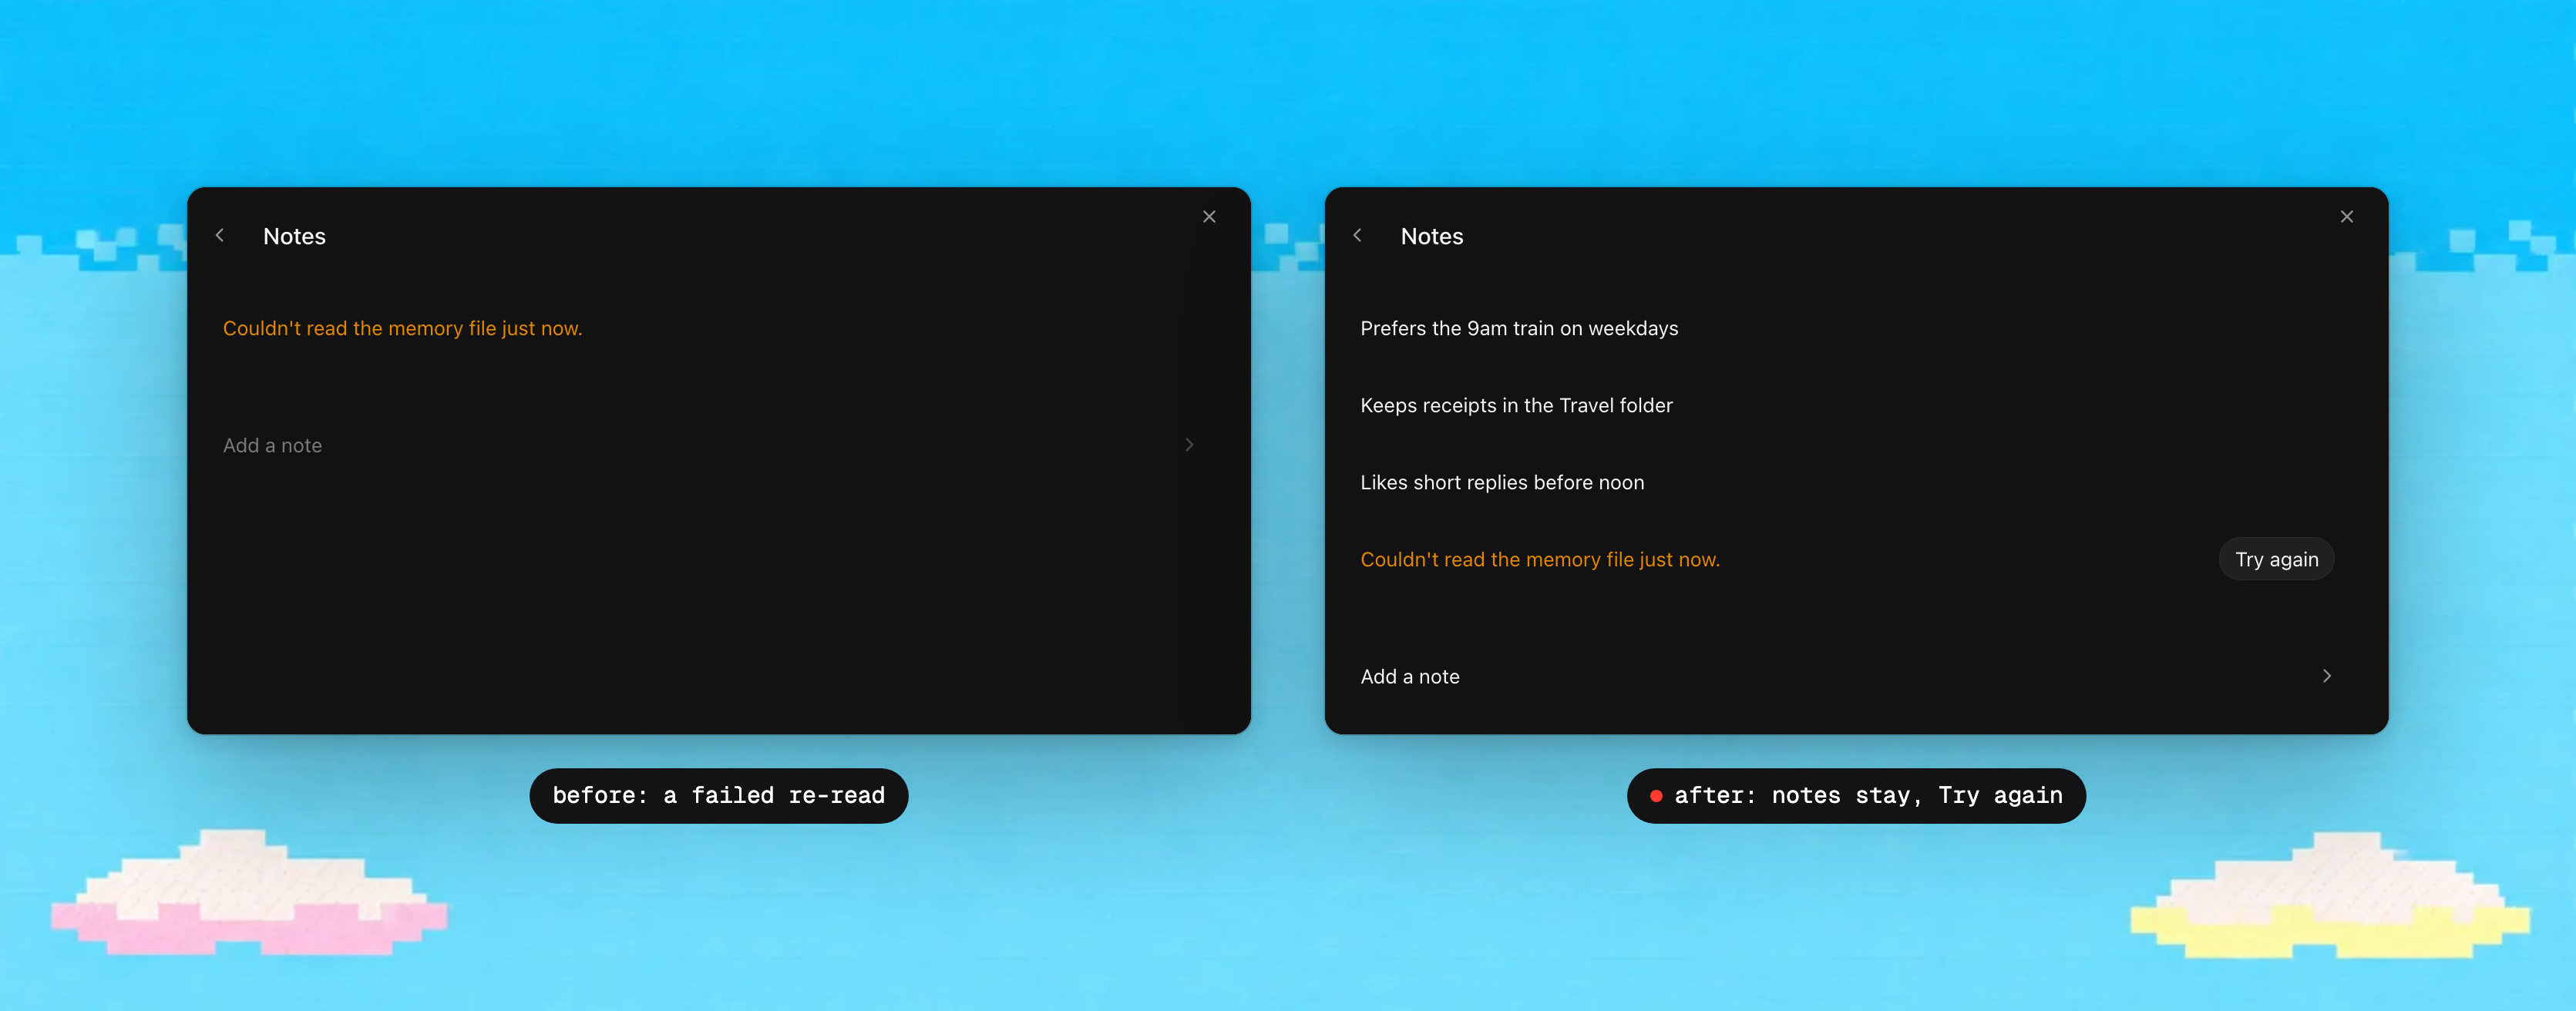 Notes
Couldn't read the memory file just now.
Add a note
before: a failed re-read
Notes
Prefers the 9am train on weekdays
Keeps receipts in the Travel folder
Likes short replies before noon
Couldn't read the memory file just now.
Try again
Add a note
after: notes stay, Try again